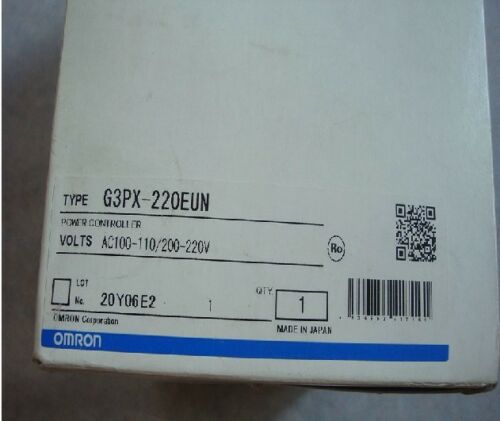 TYPE G3PX-220EUN
POWER CONTROLLER
VOLTS AC100-110/200-220V
Ro
LOT
No. 20Y06E2 1
QTY 1
OMRON Corporation
MADE IN JAPAN
OMRON